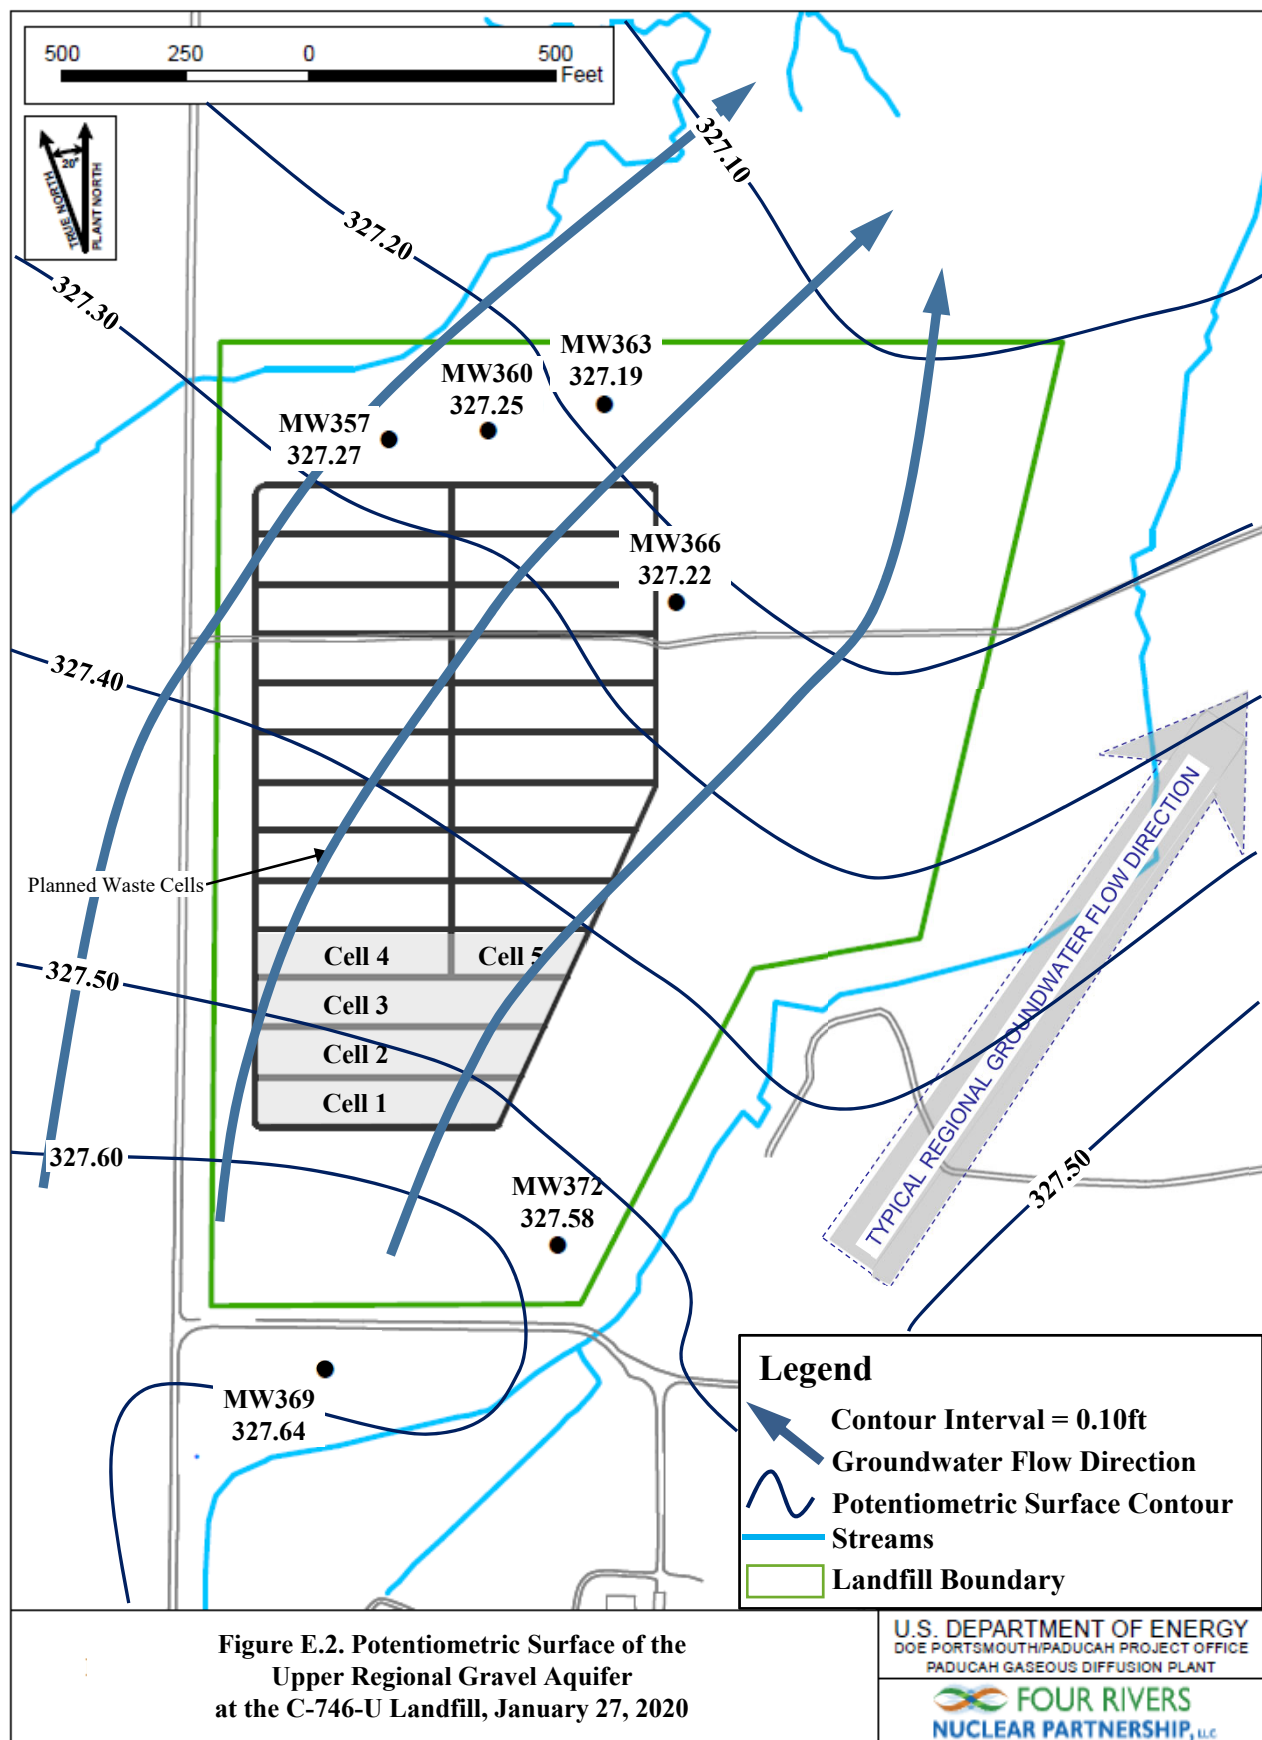 500 250 0 500
Feet
TRUE NORTH
20°
PLANT NORTH
327.10
327.20
327.30
MW363
327.19
MW360
327.25
MW357
327.27
MW366
327.22
327.40
TYPICAL REGIONAL GROUNDWATER FLOW DIRECTION
Planned Waste Cells
Cell 4
Cell 5
327.50
Cell 3
Cell 2
Cell 1
327.60
327.50
MW372
327.58
MW369
327.64
Legend
Contour Interval = 0.10ft
Groundwater Flow Direction
Potentiometric Surface Contour
Streams
Landfill Boundary
Figure E.2. Potentiometric Surface of the
Upper Regional Gravel Aquifer
at the C-746-U Landfill, January 27, 2020
U.S. DEPARTMENT OF ENERGY
DOE PORTSMOUTH/PADUCAH PROJECT OFFICE
PADUCAH GASEOUS DIFFUSION PLANT
FOUR RIVERS
NUCLEAR PARTNERSHIP, LLC